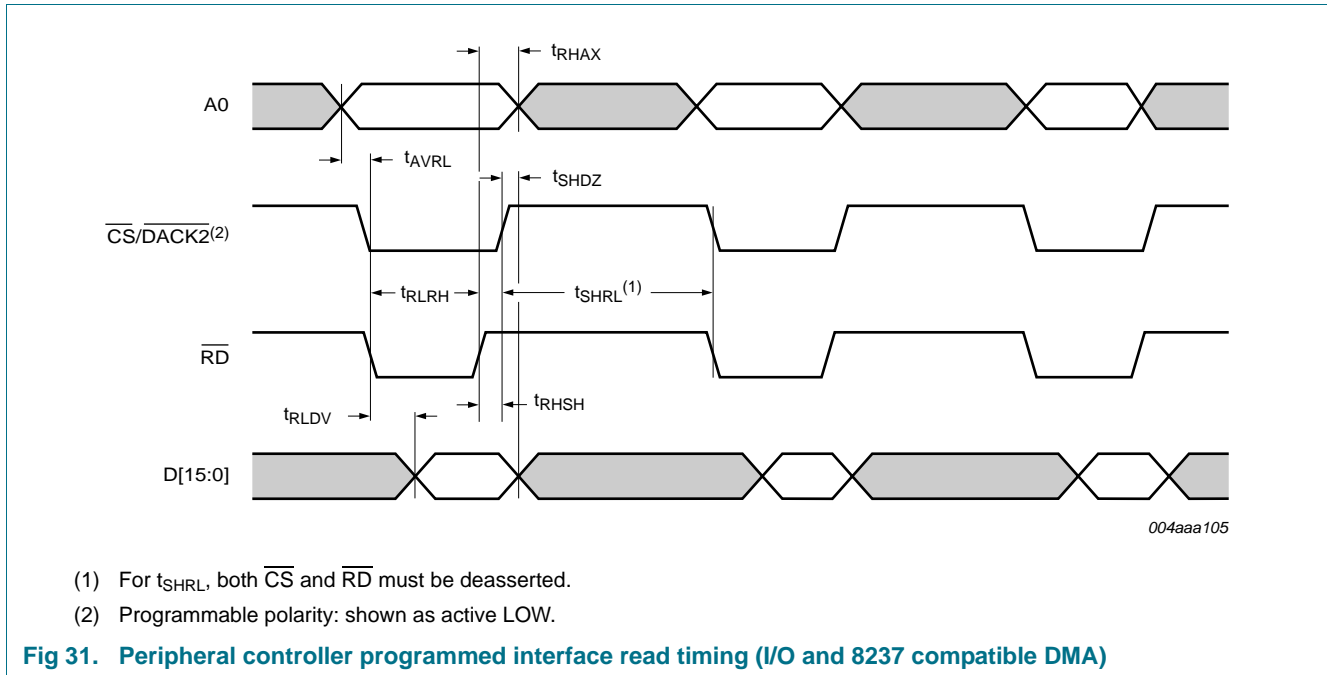 tRHAX
A0
tAVRL
tSHDZ
CS/DACK2(2)
tRLRH
tSHRL(1)
RD
tRLDV
tRHSH
D[15:0]
004aaa105
(1) For tSHRL, both CS and RD must be deasserted.
(2) Programmable polarity: shown as active LOW.
Fig 31. Peripheral controller programmed interface read timing (I/O and 8237 compatible DMA)